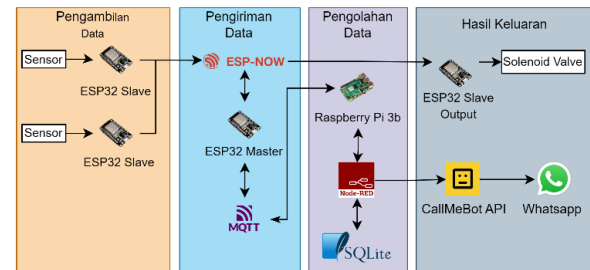 Pengambilan
Data
Sensor
ESP32 Slave
Sensor
ESP32 Slave
Pengiriman
Data
ESP-NOW
ESP32 Master
MQTT
Pengolahan
Data
Raspberry Pi 3b
Node-RED
SQLite
Hasil Keluaran
ESP32 Slave
Output
Solenoid Valve
CallMeBot API
Whatsapp